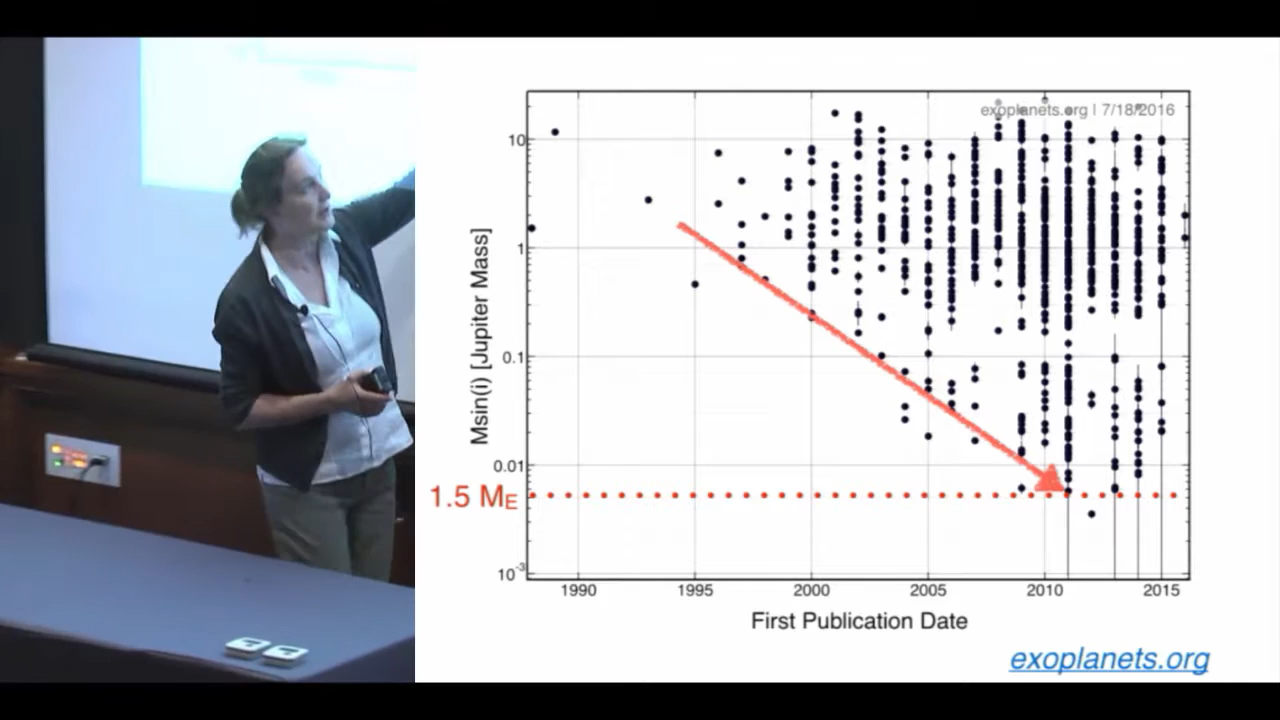 exoplanets.org | 7/18/2016
10
1
0.1
0.01
10-3
Msin(i) [Jupiter Mass]
1.5 ME
1990 1995 2000 2005 2010 2015
First Publication Date
exoplanets.org